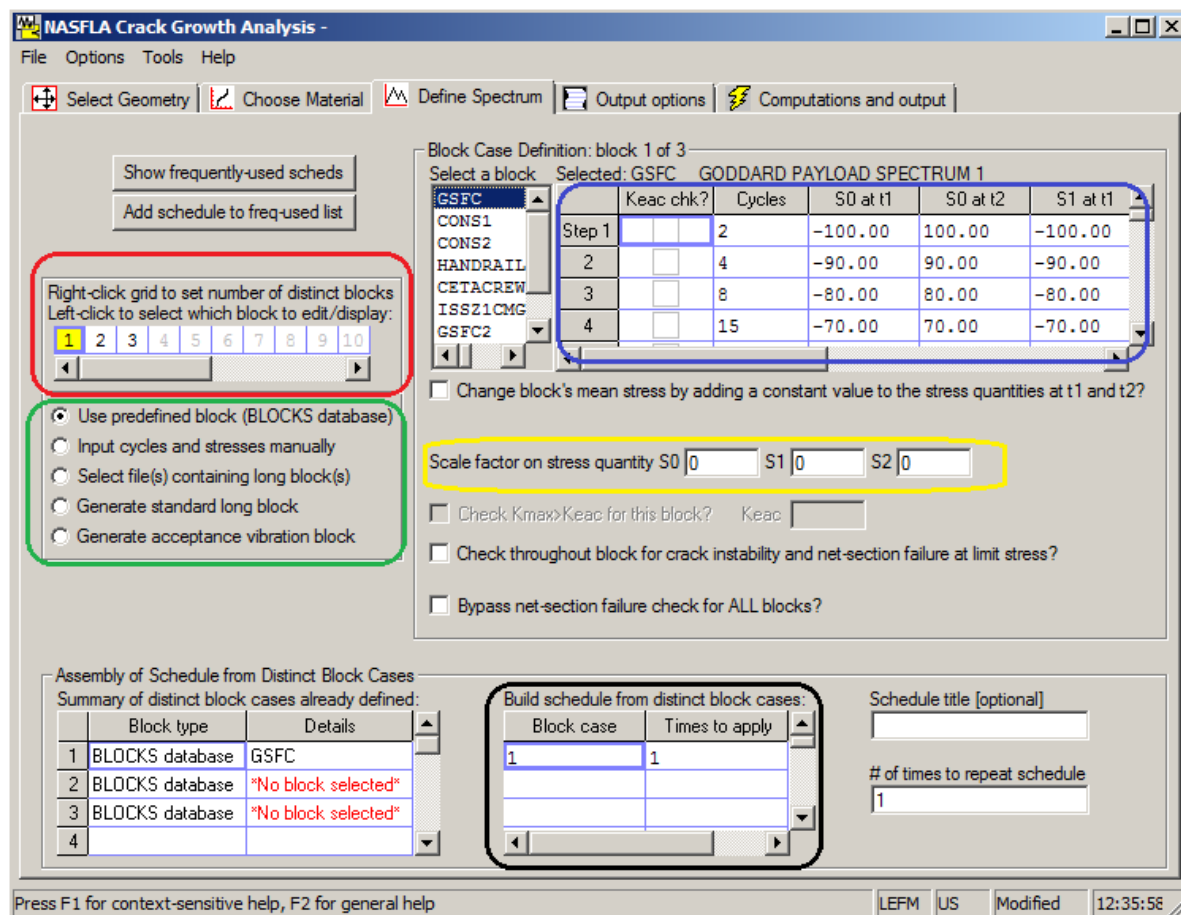 NASFLA Crack Growth Analysis -
File Options Tools Help
Select Geometry Choose Material Define Spectrum Output options Computations and output
Show frequently-used scheds
Add schedule to freq-used list
Right-click grid to set number of distinct blocks
Left-click to select which block to edit/display:
1 2 3 4 5 6 7 8 9 10
Use predefined block (BLOCKS database)
Input cycles and stresses manually
Select file(s) containing long block(s)
Generate standard long block
Generate acceptance vibration block
Block Case Definition: block 1 of 3
Select a block Selected: GSFC GODDARD PAYLOAD SPECTRUM 1
GSFC
CONS1
CONS2
HANDRAIL
CETACREW
ISSZ1CMG
GSFC2
Keac chk? Cycles S0 at t1 S0 at t2 S1 at t1
Step 1 2 -100.00 100.00 -100.00
2 4 -90.00 90.00 -90.00
3 8 -80.00 80.00 -80.00
4 15 -70.00 70.00 -70.00
Change block's mean stress by adding a constant value to the stress quantities at t1 and t2?
Scale factor on stress quantity S0 0 S1 0 S2 0
Check Kmax>Keac for this block? Keac
Check throughout block for crack instability and net-section failure at limit stress?
Bypass net-section failure check for ALL blocks?
Assembly of Schedule from Distinct Block Cases
Summary of distinct block cases already defined:
Block type Details
1 BLOCKS database GSFC
2 BLOCKS database *No block selected*
3 BLOCKS database *No block selected*
4
Build schedule from distinct block cases:
Block case Times to apply
1 1
Schedule title [optional]
# of times to repeat schedule
1
Press F1 for context-sensitive help, F2 for general help LEFM US Modified 12:35:58